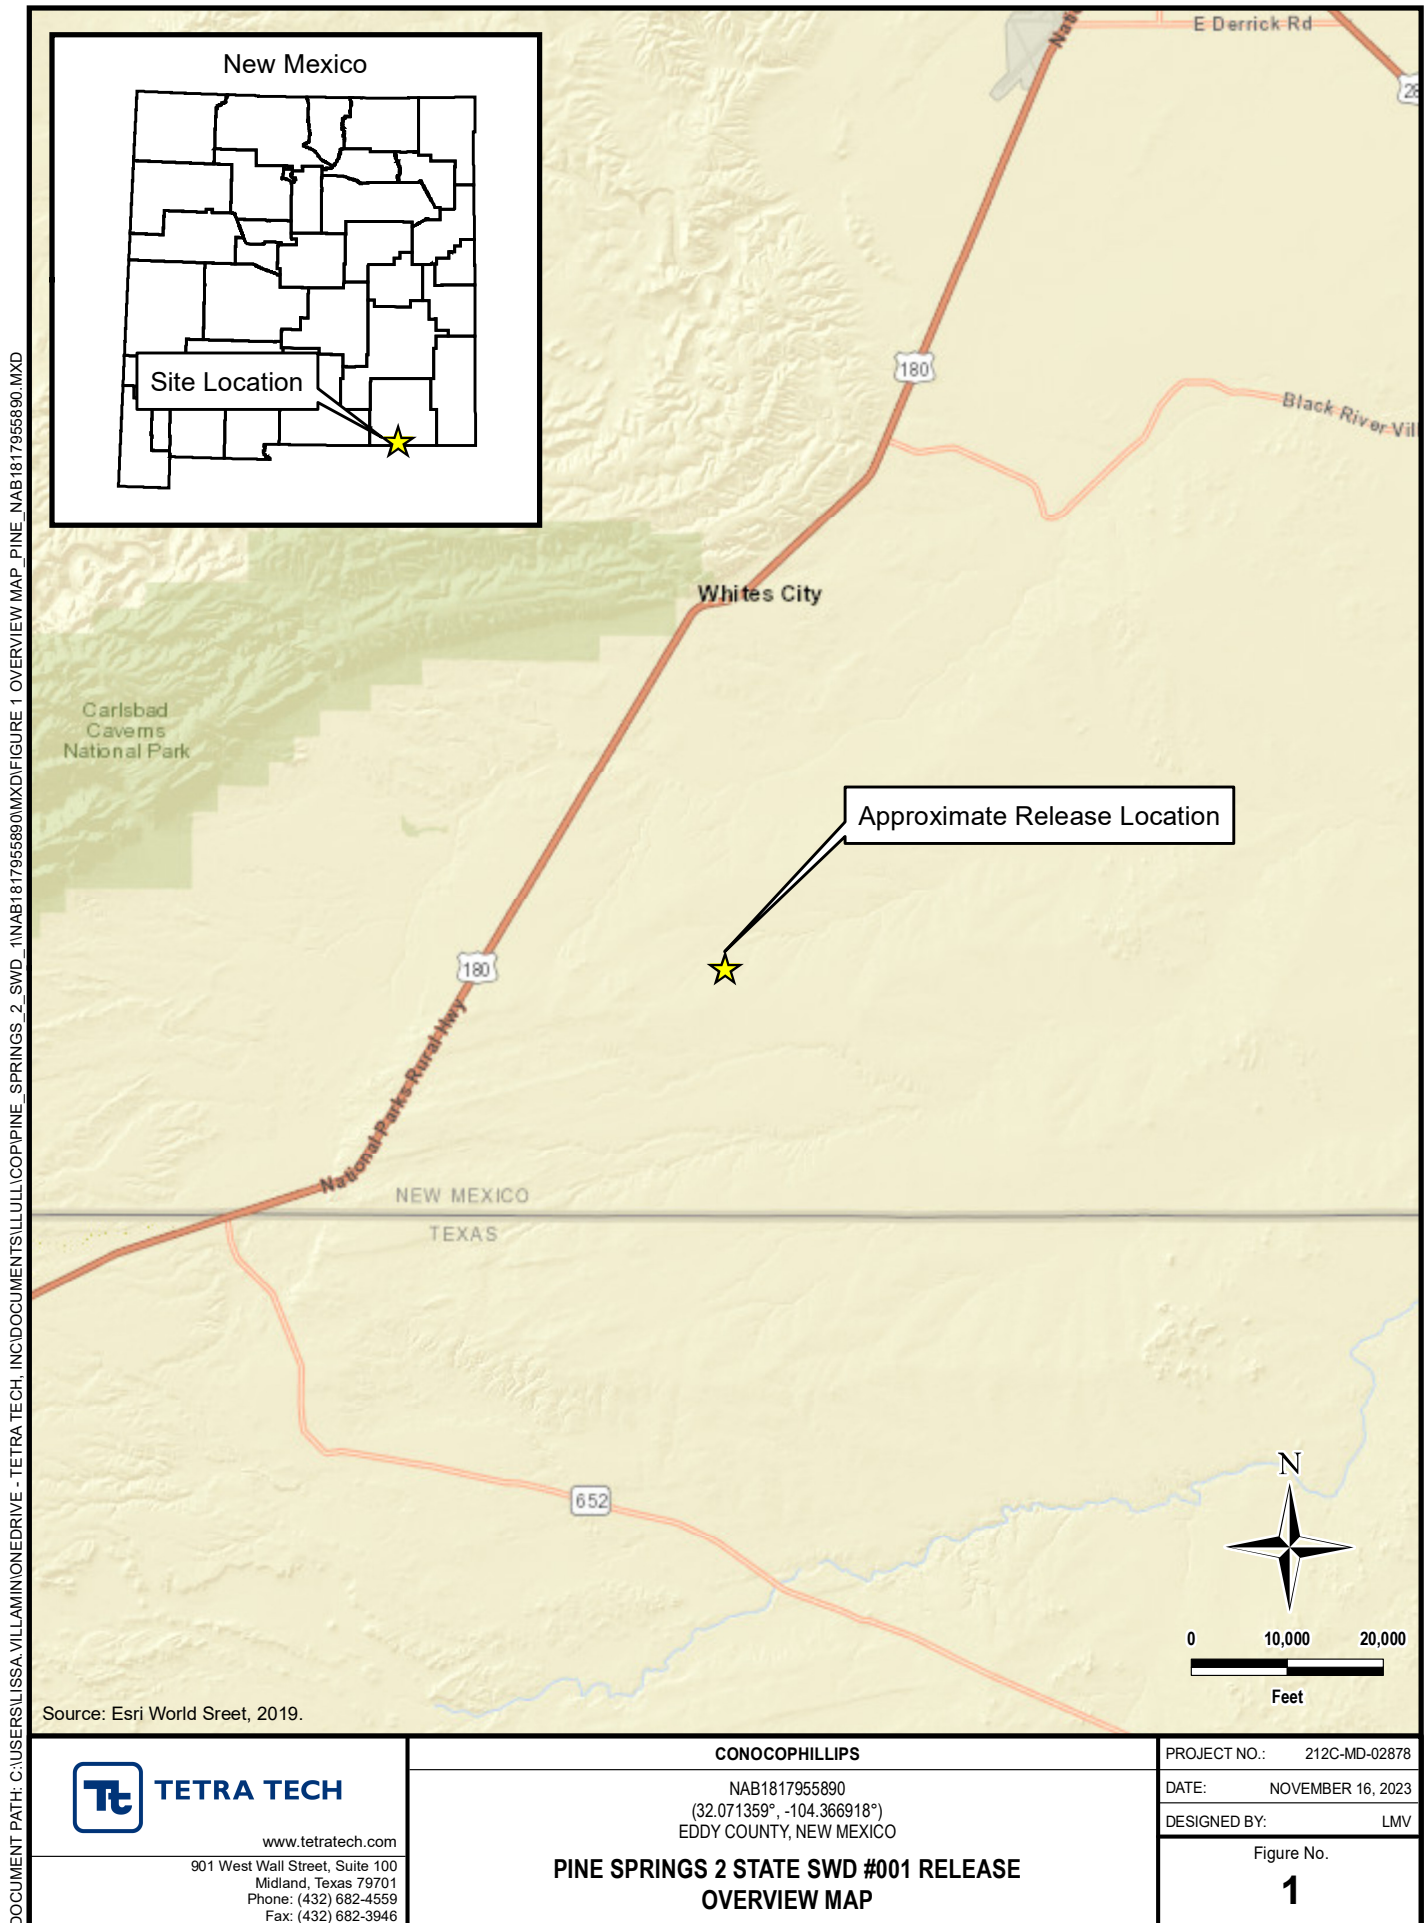 New Mexico
Site Location
E Derrick Rd
180
Black River Vil
Whites City
Carlsbad
Caverns
National Park
Approximate Release Location
180
National Parks Rural Hwy
NEW MEXICO
TEXAS
652
N
0 10,000 20,000
Feet
Source: Esri World Sreet, 2019.
DOCUMENT PATH: C:\USERS\LISSA.VILLAMIN\ONEDRIVE - TETRA TECH, INC\DOCUMENTS\LLULL\COP\PINE_SPRINGS_2_SWD_1\NAB1817955890\MXD\FIGURE 1 OVERVIEW MAP_PINE_NAB1817955890.MXD
Tt TETRA TECH
www.tetratech.com
901 West Wall Street, Suite 100
Midland, Texas 79701
Phone: (432) 682-4559
Fax: (432) 682-3946
CONOCOPHILLIPS
NAB1817955890
(32.071359°, -104.366918°)
EDDY COUNTY, NEW MEXICO
PINE SPRINGS 2 STATE SWD #001 RELEASE
OVERVIEW MAP
PROJECT NO.: 212C-MD-02878
DATE: NOVEMBER 16, 2023
DESIGNED BY: LMV
Figure No.
1